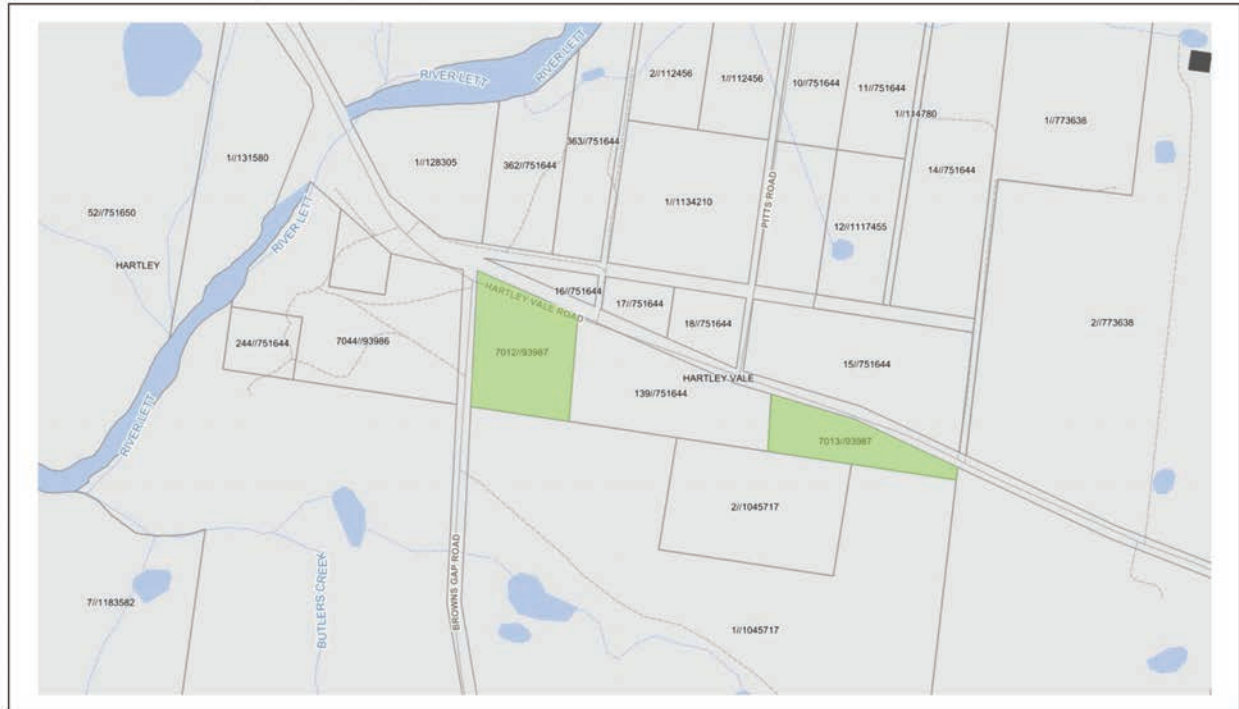 RIVER LETT
RIVER LETT
2//112456
1//112456
10//751644
11//751644
1//114780
1//773638
363//751644
1//131580
1//128305
362//751644
14//751644
1//1134210
PITTS ROAD
52//751650
RIVER LETT
12//1117455
HARTLEY
16//751644
HARTLEY VALE ROAD
17//751644
18//751644
2//773638
244//751644
7044//93986
7012//93987
15//751644
HARTLEY VALE
139//751644
RIVER LETT
7013//93987
2//1045717
BROWNS GAP ROAD
BUTLERS CREEK
7//1183582
1//1045717